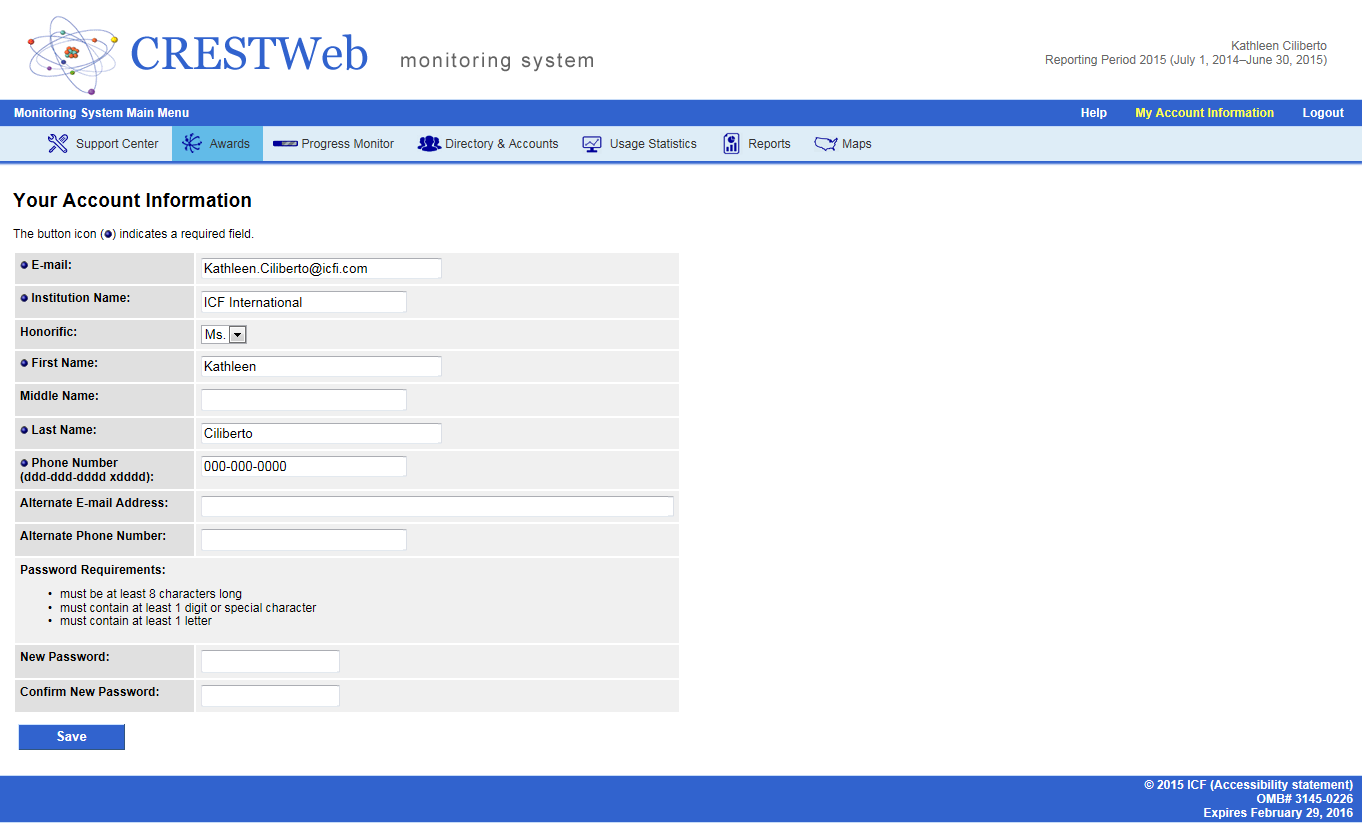 CRESTWeb monitoring system
Kathleen Ciliberto
Reporting Period 2015 (July 1, 2014–June 30, 2015)
Monitoring System Main Menu Help My Account Information Logout
Support Center Awards Progress Monitor Directory & Accounts Usage Statistics Reports Maps
Your Account Information
The button icon () indicates a required field.
E-mail: Kathleen.Ciliberto@icfi.com
Institution Name: ICF International
Honorific: Ms.
First Name: Kathleen
Middle Name:
Last Name: Ciliberto
Phone Number
(ddd-ddd-dddd xdddd): 000-000-0000
Alternate E-mail Address:
Alternate Phone Number:
Password Requirements:
• must be at least 8 characters long
• must contain at least 1 digit or special character
• must contain at least 1 letter
New Password:
Confirm New Password:
Save
© 2015 ICF (Accessibility statement)
OMB# 3145-0226
Expires February 29, 2016